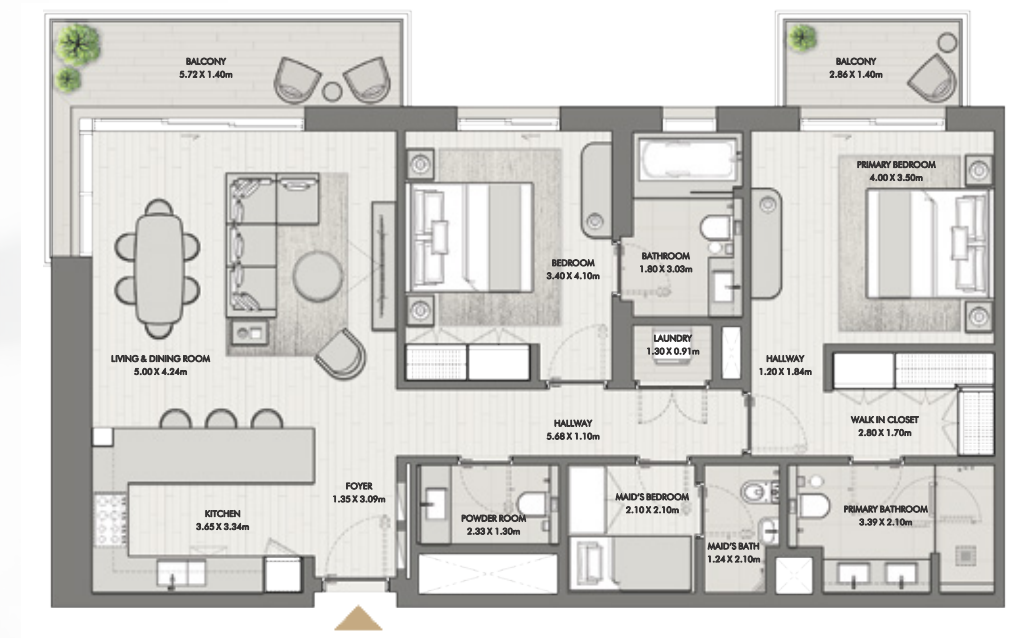 BALCONY
5.72 X 1.40m
BALCONY
2.86 X 1.40m
PRIMARY BEDROOM
4.00 X 3.50m
BEDROOM
3.40 X 4.10m
BATHROOM
1.80 X 3.03m
LAUNDRY
1.30 X 0.91m
LIVING & DINING ROOM
5.00 X 4.24m
HALLWAY
1.20 X 1.84m
HALLWAY
5.68 X 1.10m
WALK IN CLOSET
2.80 X 1.70m
FOYER
1.35 X 3.09m
KITCHEN
3.65 X 3.34m
POWDER ROOM
2.33 X 1.30m
MAID'S BEDROOM
2.10 X 2.10m
MAID'S BATH
1.24 X 2.10m
PRIMARY BATHROOM
3.39 X 2.10m